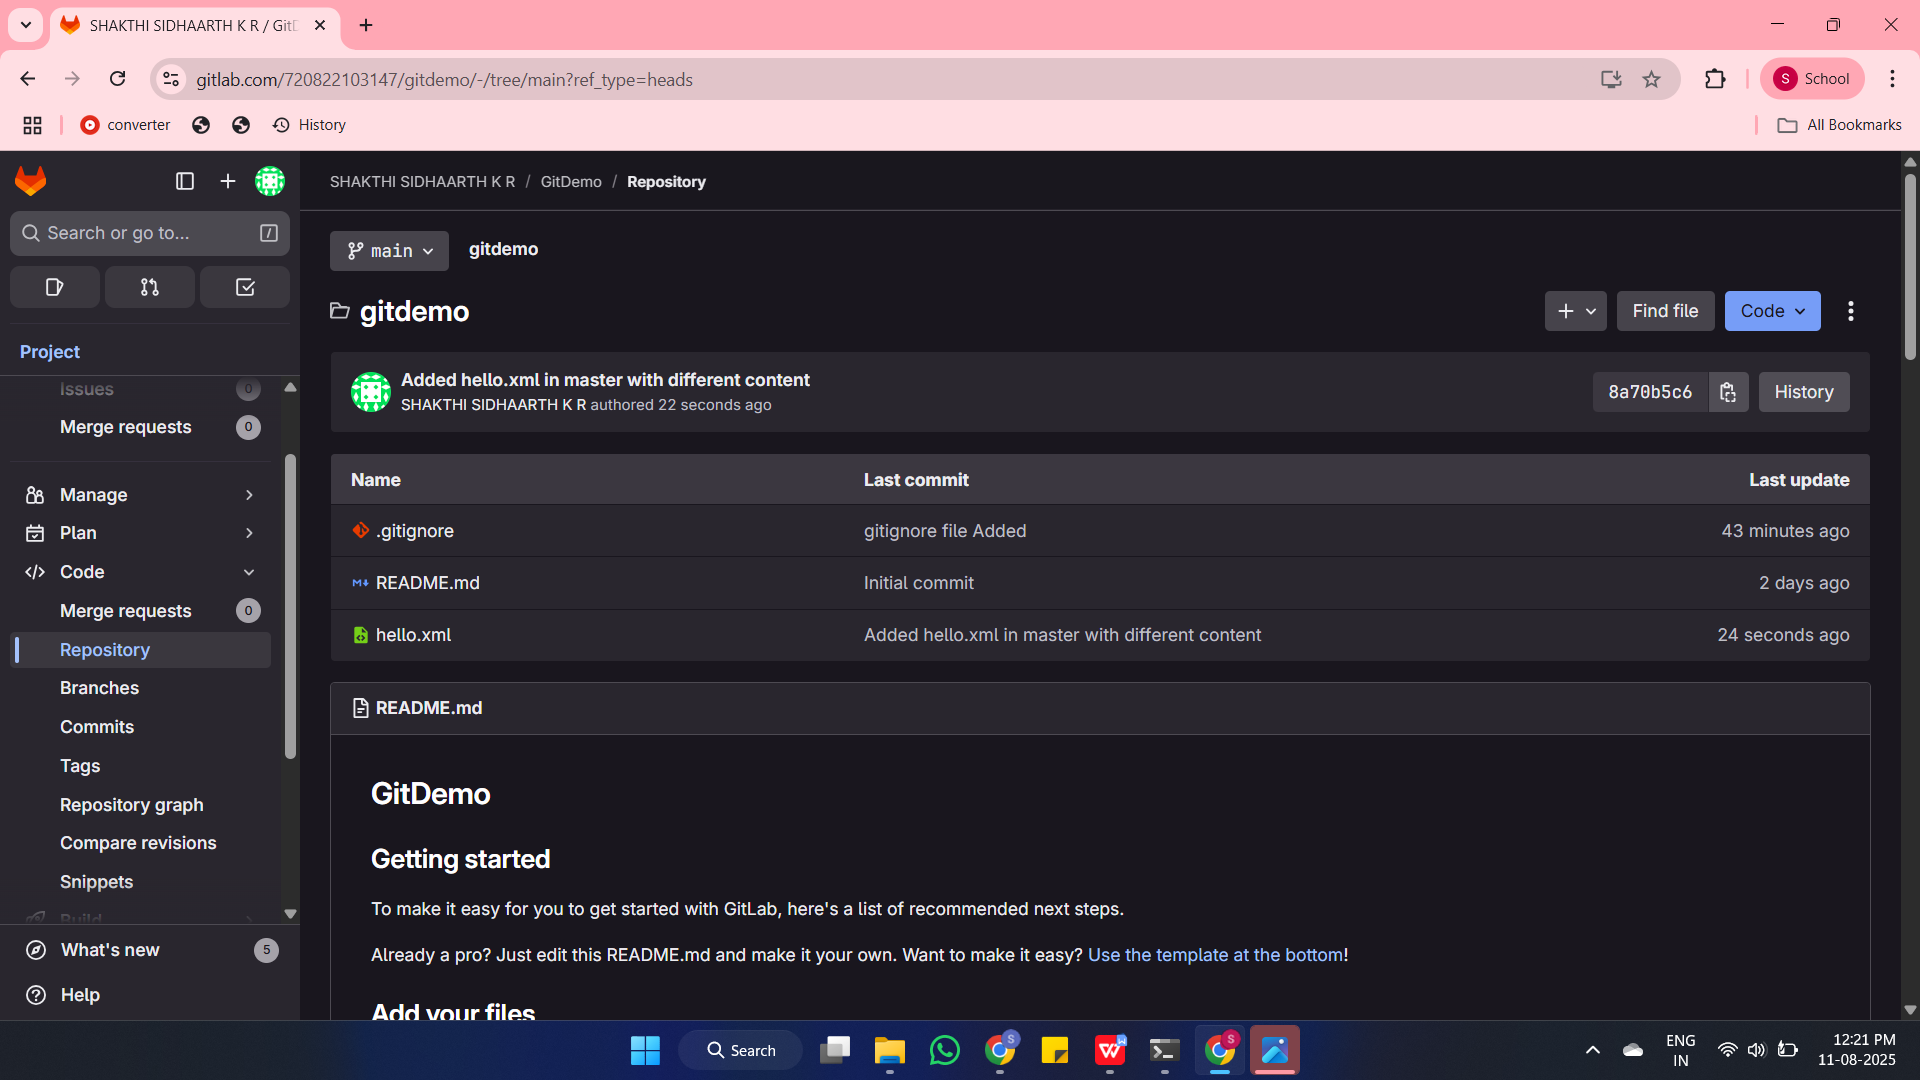 SHAKTHI SIDHAARTH K R / GitD
gitlab.com/720822103147/gitdemo/-/tree/main?ref_type=heads
S School
converter
History
All Bookmarks
SHAKTHI SIDHAARTH K R / GitDemo / Repository
Search or go to... /
main gitdemo
gitdemo
Find file
Code
Project
Added hello.xml in master with different content
SHAKTHI SIDHAARTH K R authored 22 seconds ago
8a70b5c6
History
Issues 0
Merge requests 0
Manage
Plan
Code
Merge requests 0
Repository
Branches
Commits
Tags
Repository graph
Compare revisions
Snippets
Build
What's new 5
Help
Name Last commit Last update
.gitignore gitignore file Added 43 minutes ago
README.md Initial commit 2 days ago
hello.xml Added hello.xml in master with different content 24 seconds ago
README.md
GitDemo
Getting started
To make it easy for you to get started with GitLab, here's a list of recommended next steps.
Already a pro? Just edit this README.md and make it your own. Want to make it easy? Use the template at the bottom!
Add your files
Search
S
W
S
ENG
IN
12:21 PM
11-08-2025